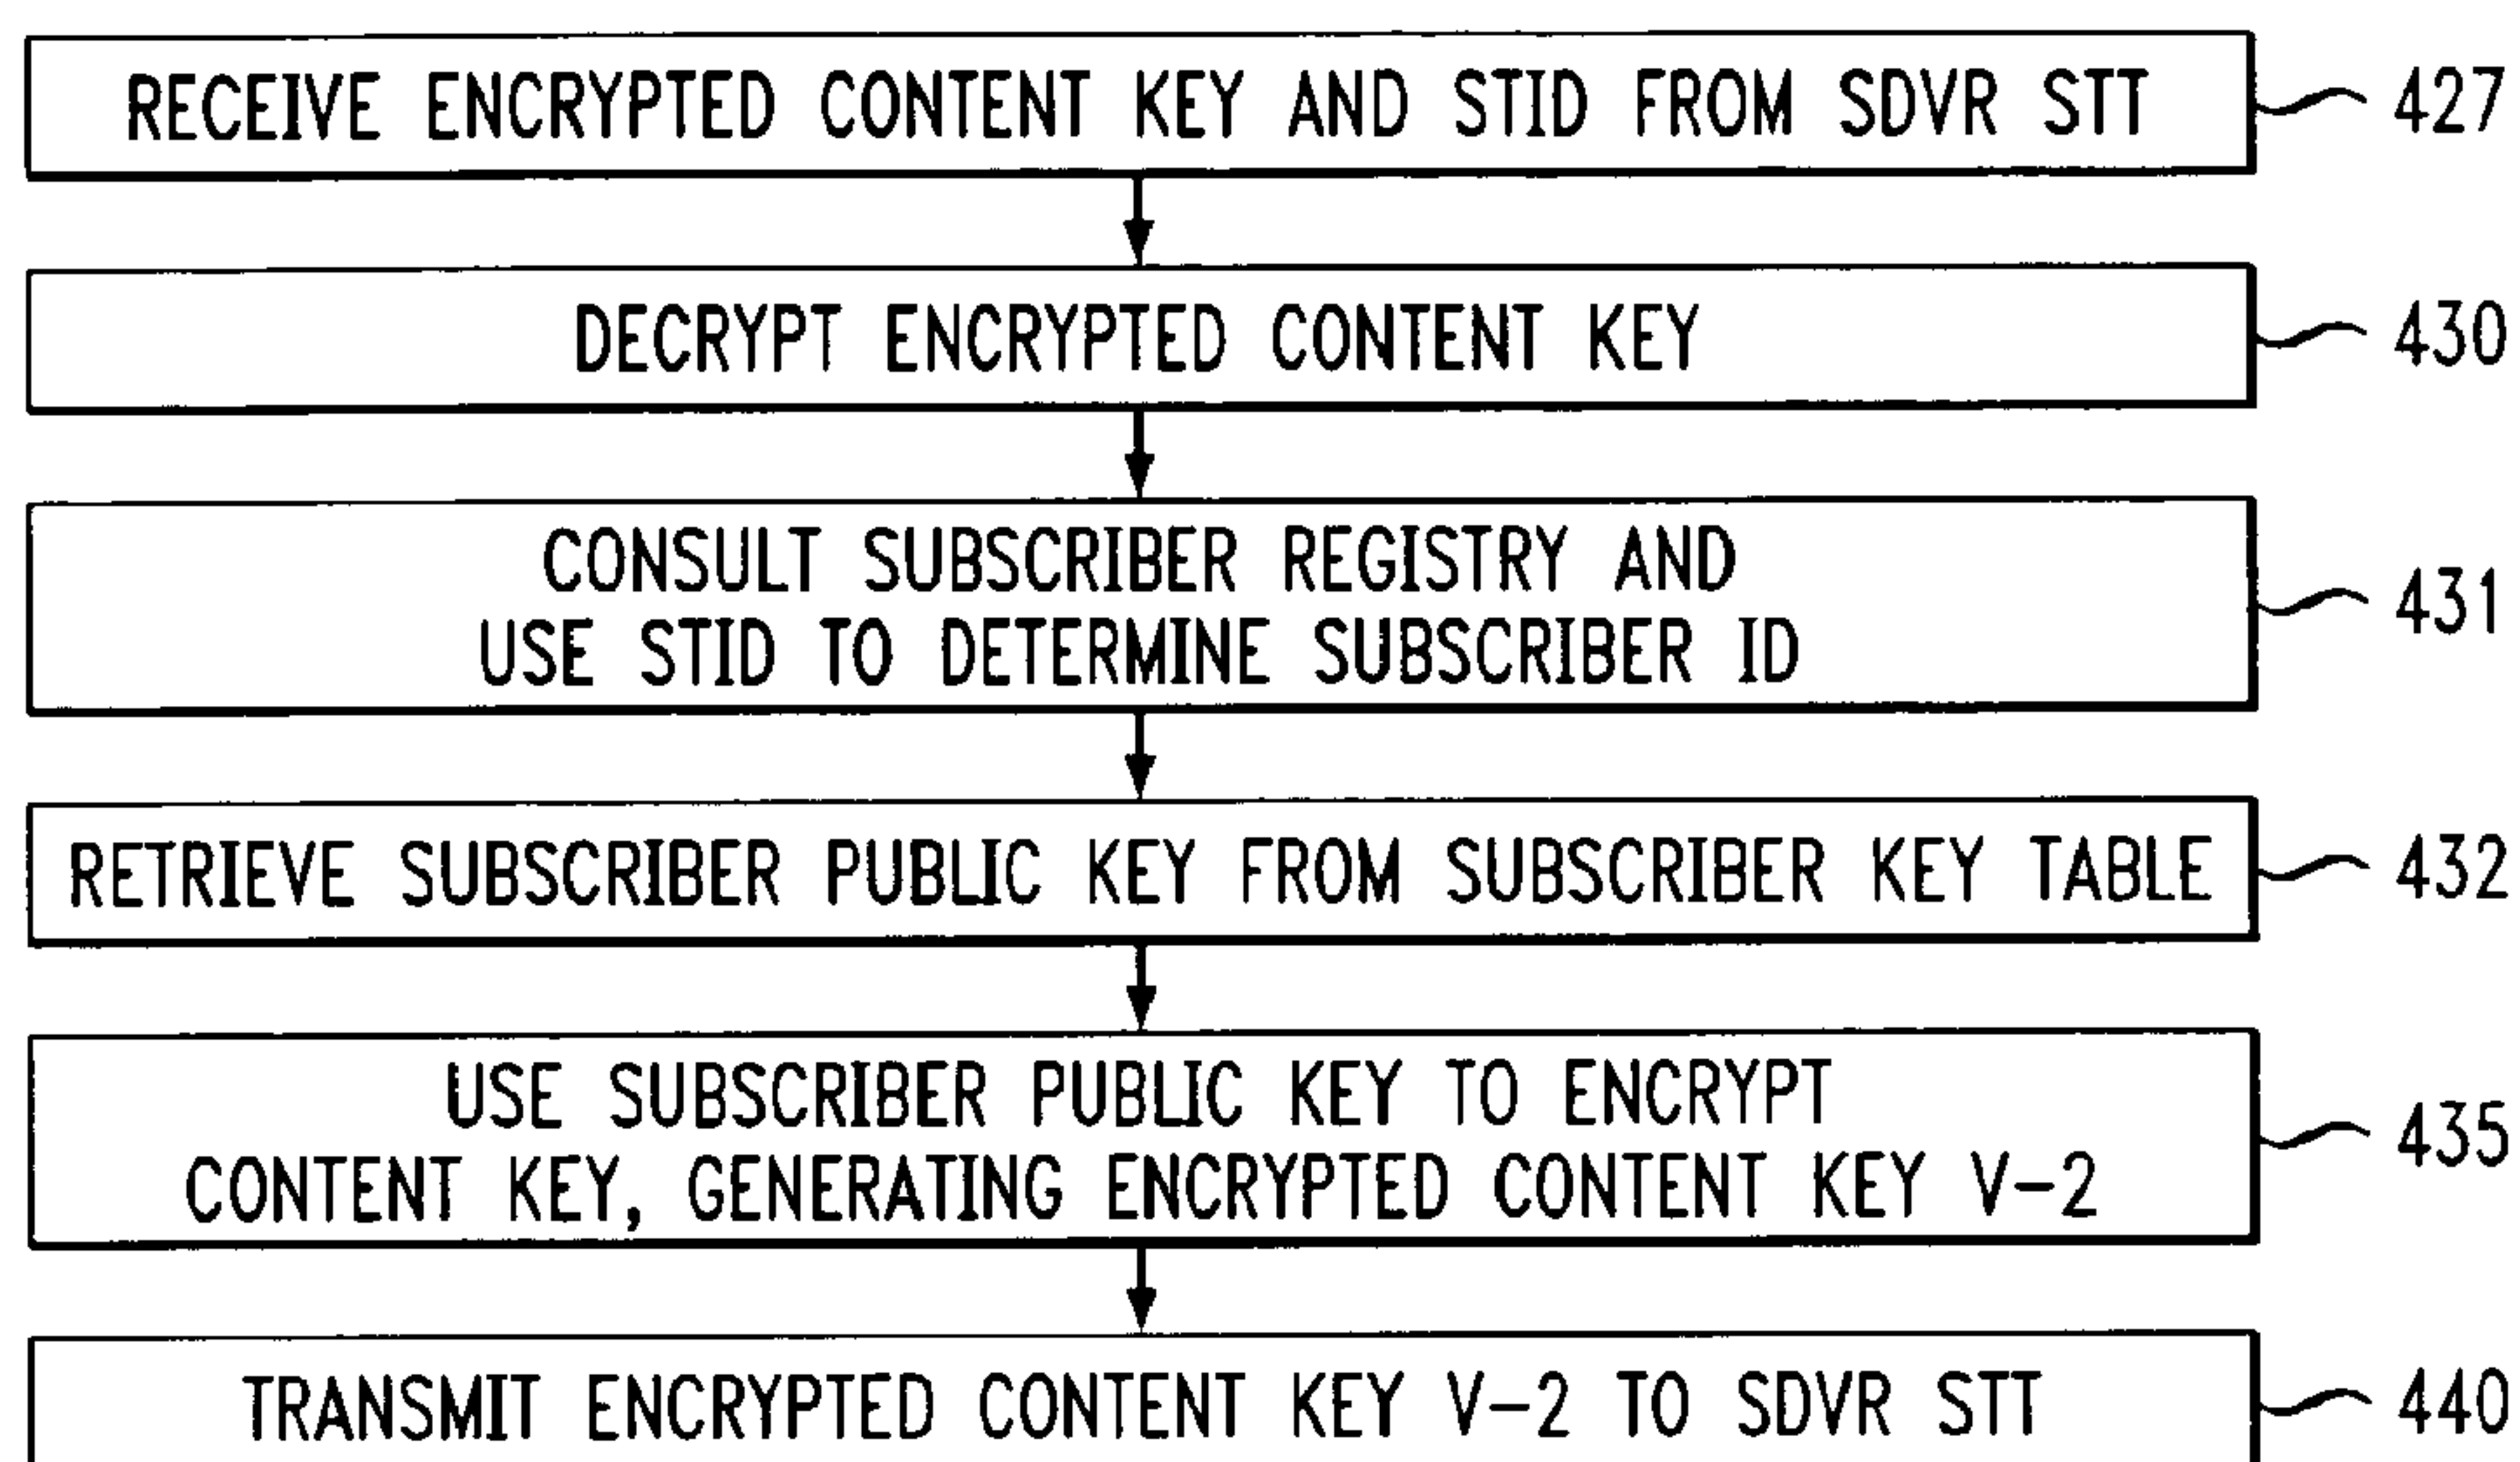 RECEIVE ENCRYPTED CONTENT KEY AND STID FROM SDVR STT
427
DECRYPT ENCRYPTED CONTENT KEY
430
CONSULT SUBSCRIBER REGISTRY AND
USE STID TO DETERMINE SUBSCRIBER ID
431
RETRIEVE SUBSCRIBER PUBLIC KEY FROM SUBSCRIBER KEY TABLE
432
USE SUBSCRIBER PUBLIC KEY TO ENCRYPT
CONTENT KEY, GENERATING ENCRYPTED CONTENT KEY V-2
435
TRANSMIT ENCRYPTED CONTENT KEY V-2 TO SDVR STT
440